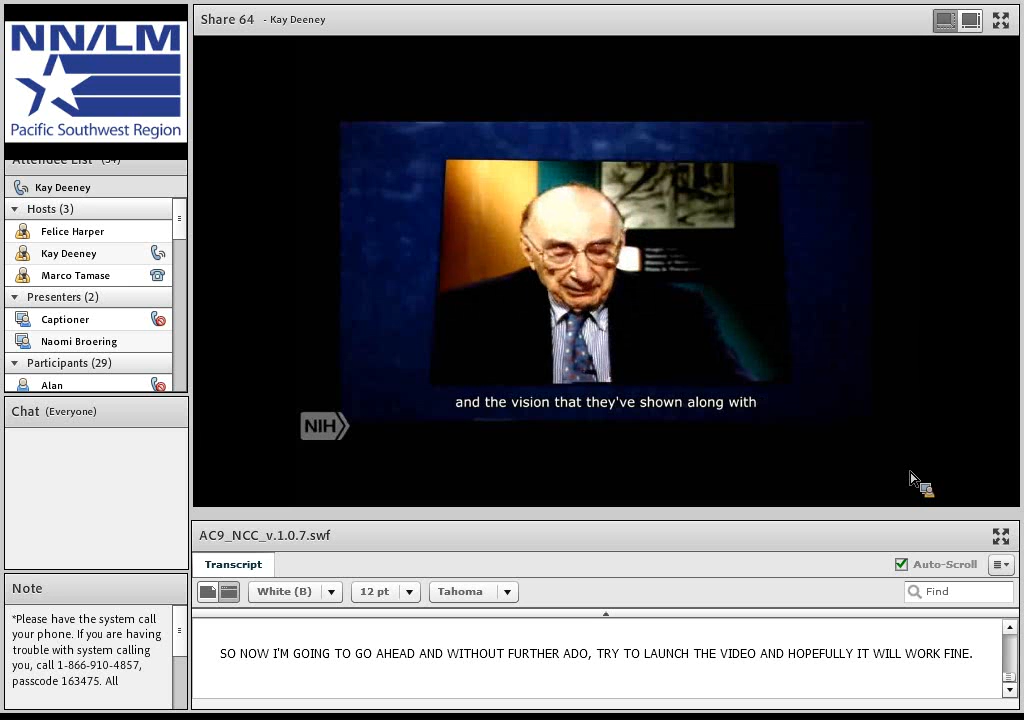 NN/LM
Pacific Southwest Region
Attendee List (34)
Kay Deeney
Hosts (3)
Felice Harper
Kay Deeney
Marco Tamase
Presenters (2)
Captioner
Naomi Broering
Participants (29)
Alan
Chat (Everyone)
Note
*Please have the system call
your phone. If you are having
trouble with system calling
you, call 1-866-910-4857,
passcode 163475. All
Share 64 - Kay Deeney
and the vision that they've shown along with
NIH
AC9_NCC_v.1.0.7.swf
Transcript
Auto-Scroll
White (B)
12 pt
Tahoma
Find
SO NOW I'M GOING TO GO AHEAD AND WITHOUT FURTHER ADO, TRY TO LAUNCH THE VIDEO AND HOPEFULLY IT WILL WORK FINE.